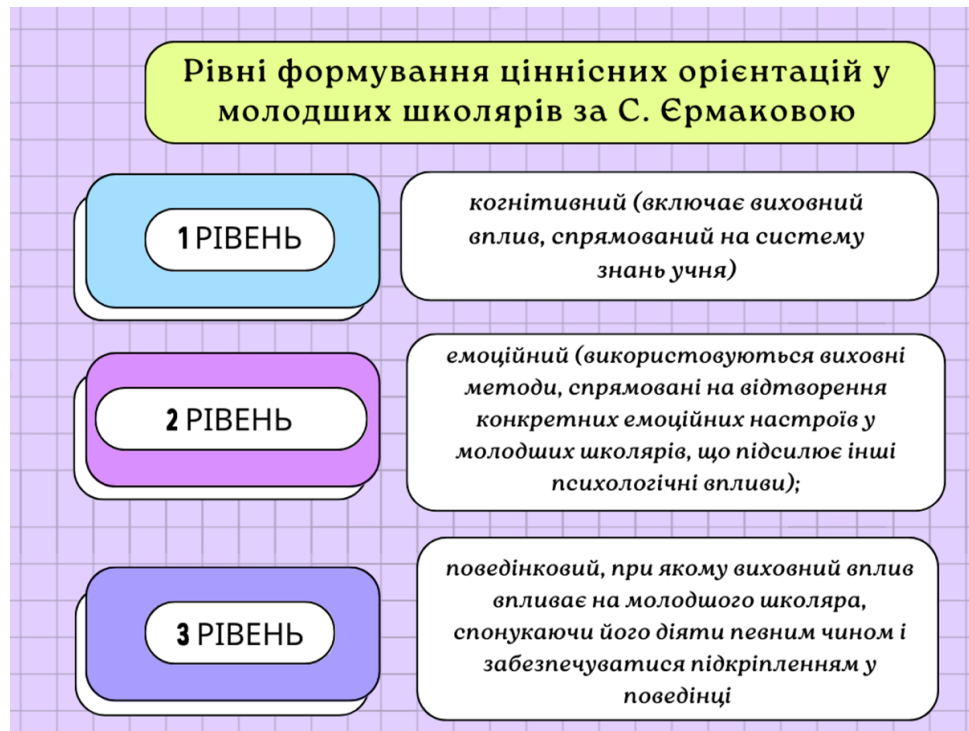 Рівні формування ціннісних орієнтацій у
молодших школярів за С. Єрмаковою
1 РІВЕНЬ
когнітивний (включає виховний
вплив, спрямований на систему
знань учня)
2 РІВЕНЬ
емоційний (використовуються виховні
методи, спрямовані на відтворення
конкретних емоційних настроїв у
молодших школярів, що підсилює інші
психологічні впливи);
3 РІВЕНЬ
поведінковий, при якому виховний вплив
впливає на молодшого школяра,
спонукаючи його діяти певним чином і
забезпечуватися підкріпленням у
поведінці